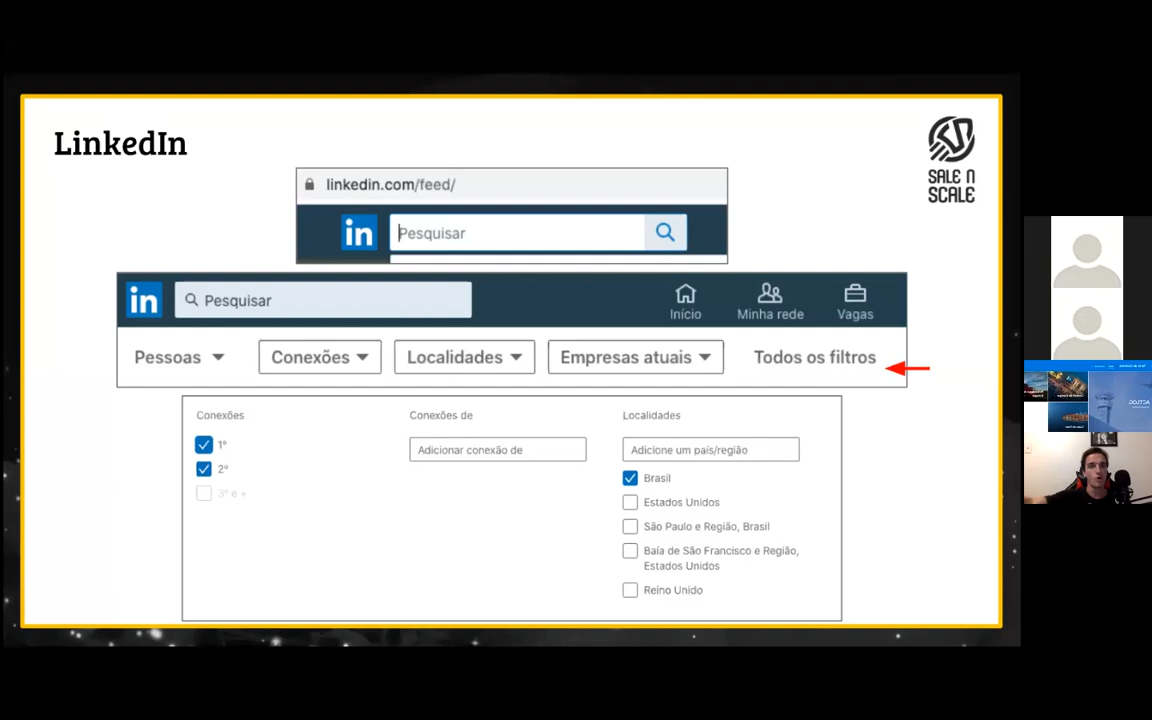 LinkedIn
SALE N
SCALE
linkedin.com/feed/
in Pesquisar
in Pesquisar
Início
Minha rede
Vagas
Pessoas
Conexões
Localidades
Empresas atuais
Todos os filtros
Conexões
1º
2º
3º e +
Conexões de
Adicionar conexão de
Localidades
Adicione um país/região
Brasil
Estados Unidos
São Paulo e Região, Brasil
Baía de São Francisco e Região,
Estados Unidos
Reino Unido